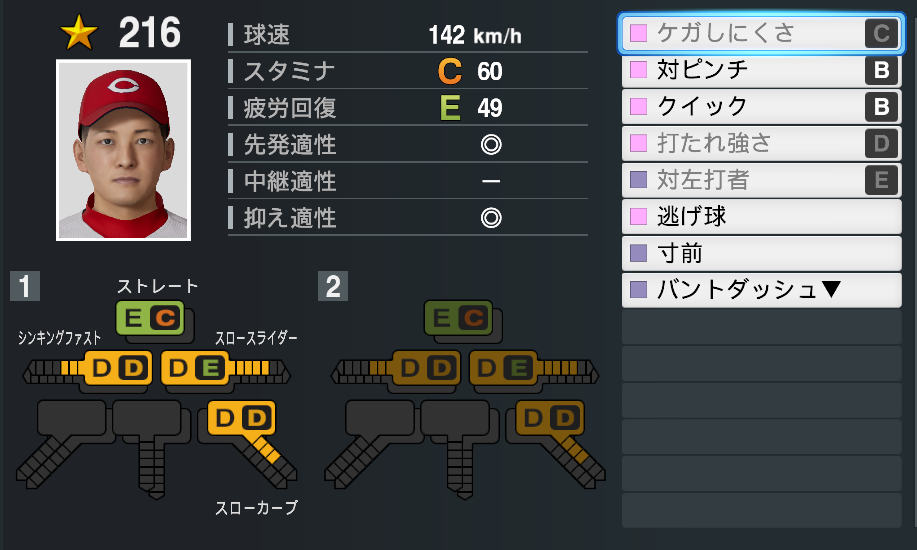 216
球速 142 km/h
スタミナ C 60
疲労回復 E 49
先発適性 ◎
中継適性 －
抑え適性 ◎
ケガしにくさ C
対ピンチ B
クイック B
打たれ強さ D
対左打者 E
逃げ球
寸前
バントダッシュ▼
1
ストレート
E C
シンキングファスト
スロースライダー
D D
D E
D D
スローカーブ
2
E C
D D
D E
D D